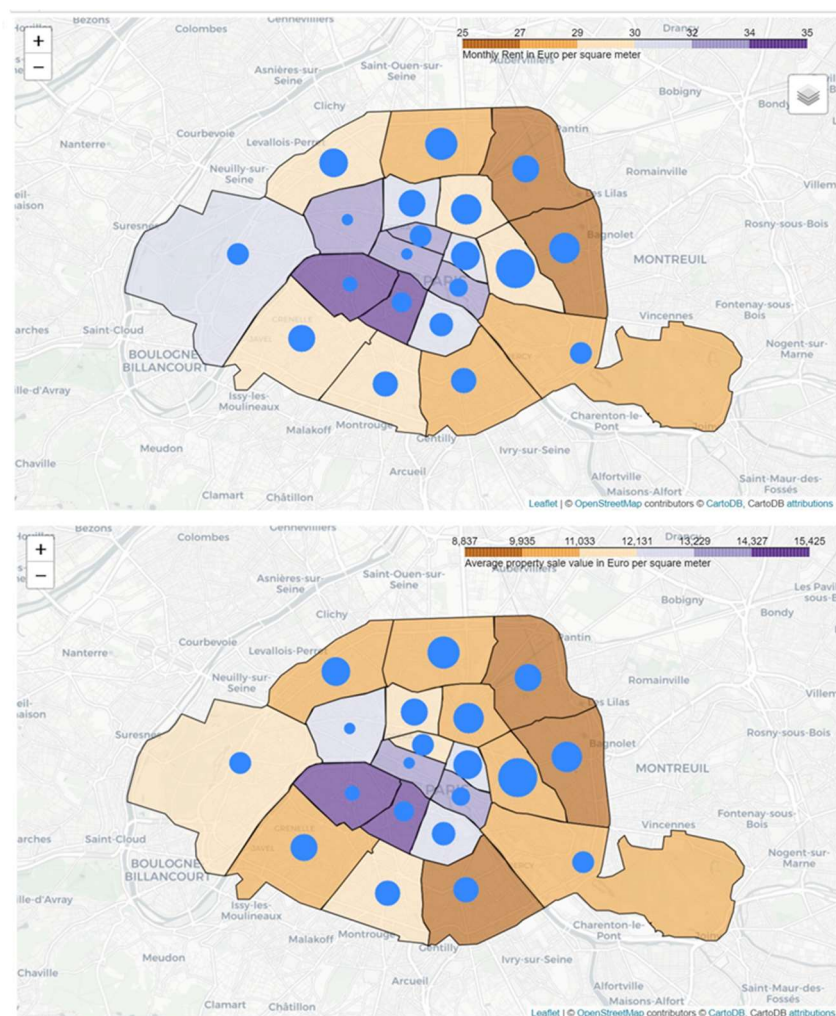 Bezons
Colombes
Gennevilliers
Drancy
+
−
25 27 29 30 32 34 35
Monthly Rent in Euro per square meter
Aubervilliers
Asnières-sur-
Seine
Saint-Ouen-sur-
Seine
Bobigny
Bondy
Clichy
Courbevoie
Nanterre
Levallois-Perret
Pantin
Neuilly-sur-
Seine
Romainville
Les Lilas
Suresnes
Bagnolet
Rosny-sous-Bois
MONTREUIL
PARIS
Saint-Cloud
GRENELLE
JAVEL
Vincennes
Fontenay-sous-
Bois
BOULOGNE
BILLANCOURT
BERCY
Nogent-sur-
Marne
Issy-les-
Moulineaux
Malakoff
Montrouge
Gentilly
Charenton-le-
Pont
Joinville
Ivry-sur-Seine
Meudon
Chaville
Arcueil
Alfortville
Maisons-Alfort
Saint-Maur-des-
Fossés
Clamart
Châtillon
Leaflet | © OpenStreetMap contributors © CartoDB, CartoDB attributions
Bezons
Colombes
Gennevilliers
Drancy
+
−
8,837 9,935 11,033 12,131 13,229 14,327 15,425
Average property sale value in Euro per square meter
Aubervilliers
Asnières-sur-
Seine
Saint-Ouen-sur-
Seine
Bobigny
Les Pavi
sous-B
Bondy
Clichy
Courbevoie
Nanterre
Levallois-Perret
Pantin
Neuilly-sur-
Seine
Romainville
Les Lilas
Suresnes
Bagnolet
Rosny-sous-Bois
MONTREUIL
PARIS
Saint-Cloud
GRENELLE
JAVEL
Vincennes
Fontenay-sous-
Bois
BOULOGNE
BILLANCOURT
BERCY
Nogent-sur-
Marne
Issy-les-
Moulineaux
Malakoff
Montrouge
Gentilly
Charenton-le-
Pont
Ivry-sur-Seine
Meudon
Chaville
Arcueil
Alfortville
Maisons-Alfort
Saint-Maur-des-
Fossés
Clamart
Châtillon
Leaflet | © OpenStreetMap contributors © CartoDB, CartoDB attributions